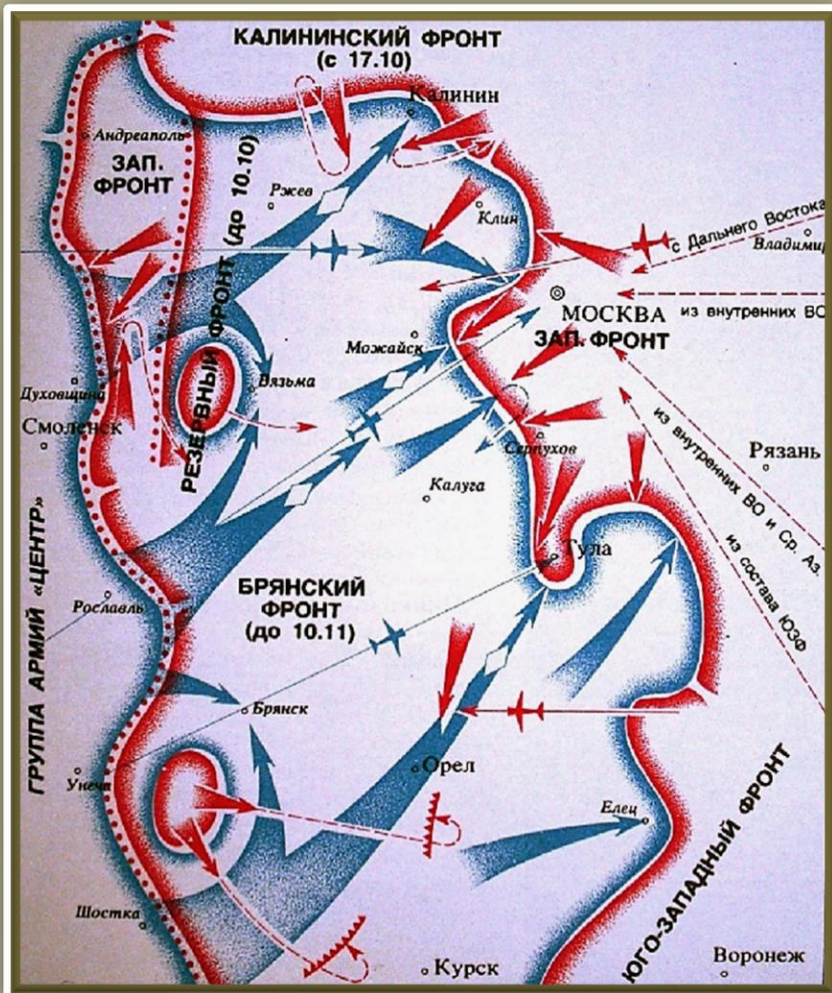 КАЛИНИНСКИЙ ФРОНТ
(с 17.10)
Калинин
Андреаполь
ЗАП.
ФРОНТ
РЕЗЕРВНЫЙ ФРОНТ (до 10.10)
Ржев
Клин
с Дальнего Востока
Владимир
МОСКВА
ЗАП. ФРОНТ
из внутренних ВО
Можайск
Духовщина
Вязьма
Смоленск
Серпухов
из внутренних ВО и Ср. Аз.
Рязань
Калуга
из состава ЮЗФ
Тула
ГРУППА АРМИЙ «ЦЕНТР»
Рославль
БРЯНСКИЙ
ФРОНТ
(до 10.11)
Брянск
Унеча
Орел
Елец
ЮГО-ЗАПАДНЫЙ ФРОНТ
Шостка
Курск
Воронеж